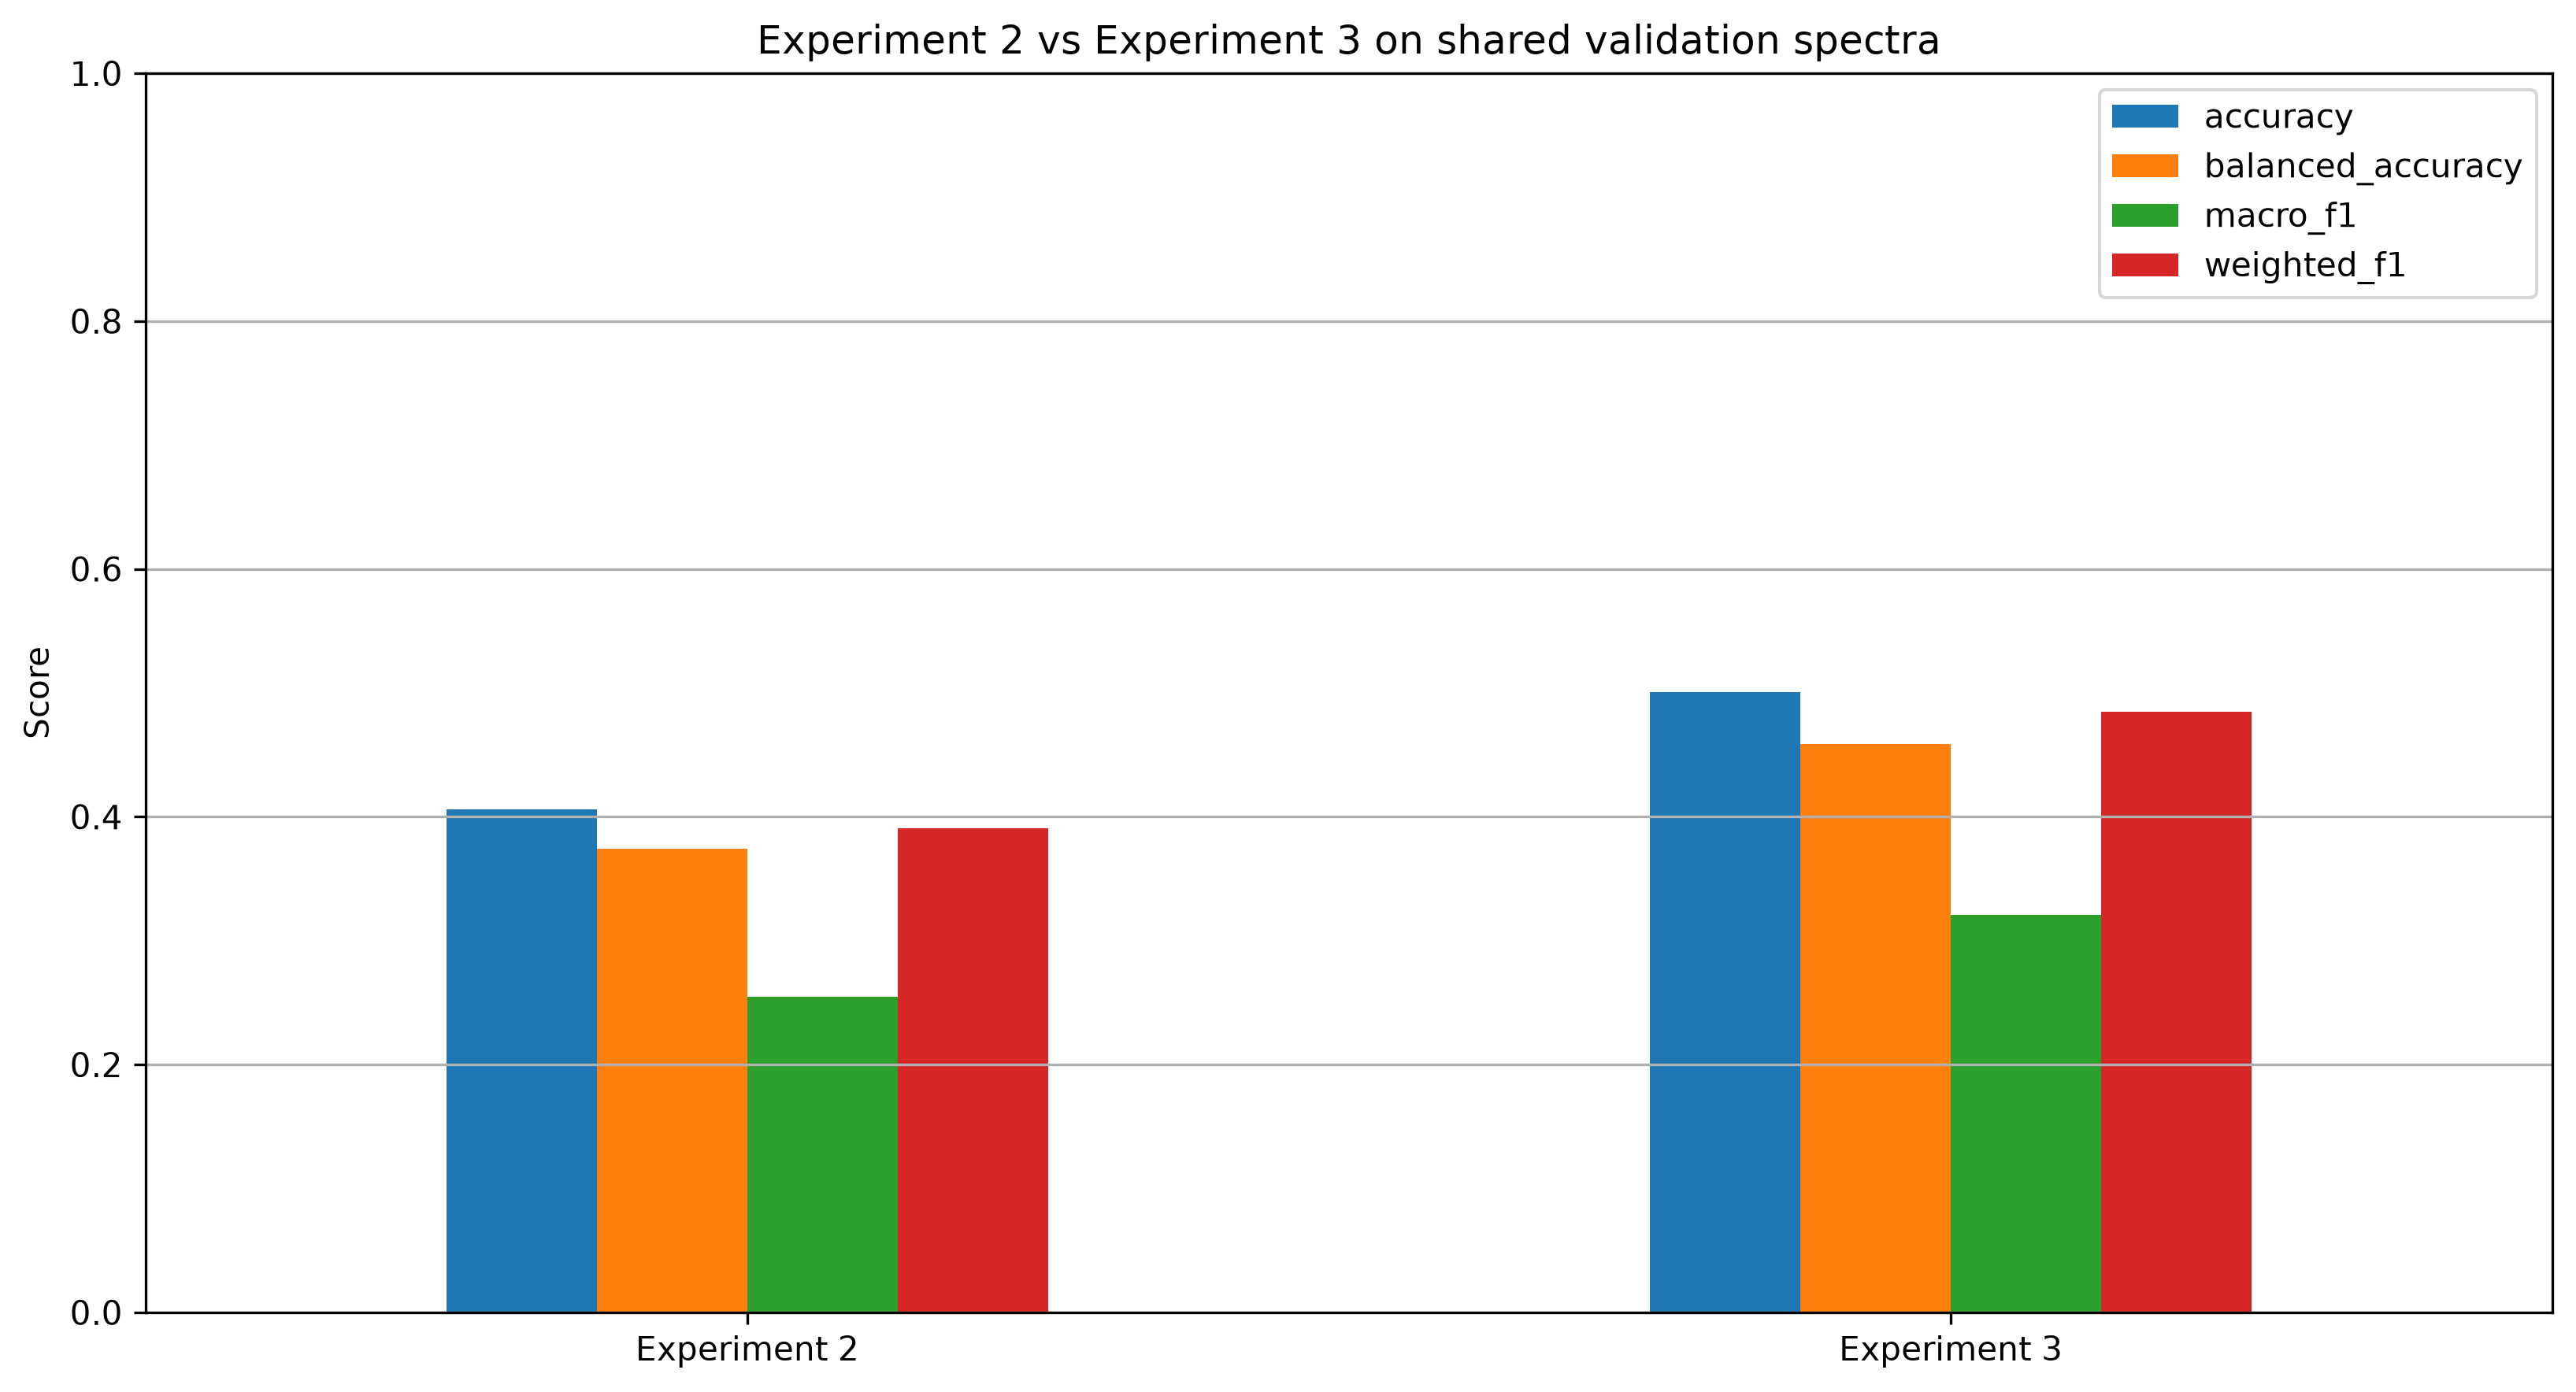 Experiment 2 vs Experiment 3 on shared validation spectra
1.0
0.8
0.6
0.4
0.2
0.0
Score
accuracy
balanced_accuracy
macro_f1
weighted_f1
Experiment 2
Experiment 3